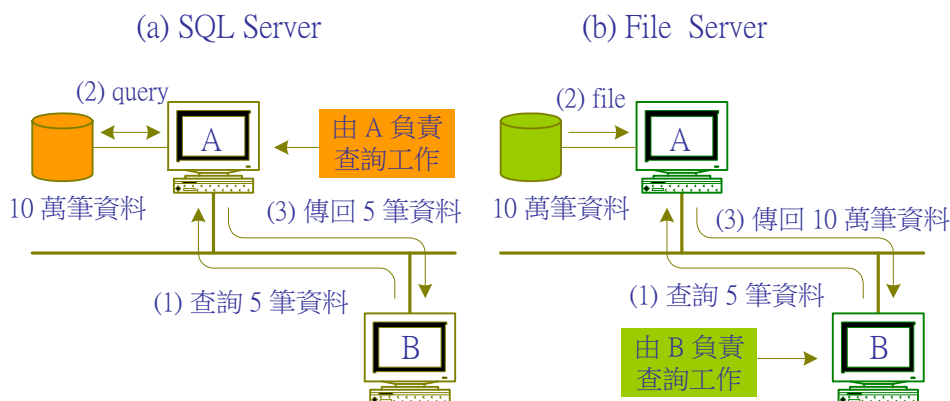 (a) SQL Server
(2) query
A
由 A 負責
查詢工作
10 萬筆資料
(3) 傳回 5 筆資料
(1) 查詢 5 筆資料
B
(b) File Server
(2) file
A
10 萬筆資料
(3) 傳回 10 萬筆資料
(1) 查詢 5 筆資料
由 B 負責
查詢工作
B